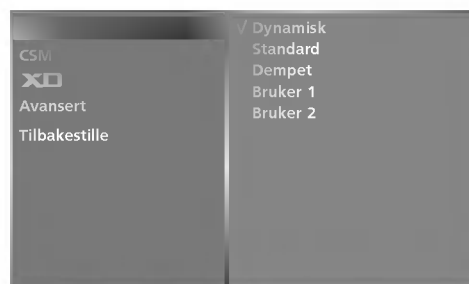 CSM
XD
Avansert
Tilbakestille
√ Dynamisk
Standard
Dempet
Bruker 1
Bruker 2